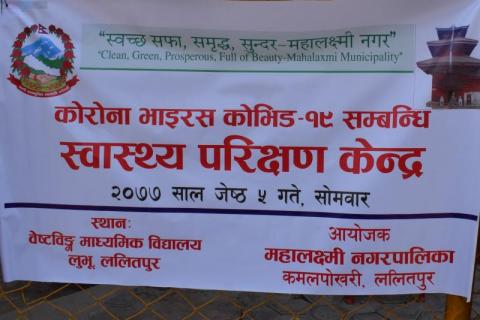 "स्वच्छ सफा, समृद्ध, सुन्दर-महालक्ष्मी नगर"
"Clean, Green, Prosperous, Full of Beauty-Mahalaxmi Municipality"
कोरोना भाइरस कोभिड-१९ सम्बन्धि
स्वास्थ्य परिक्षण केन्द्र
२०७७ साल जेष्ठ ५ गते, सोमवार
स्थानः
वेष्टविङ्ग माध्यमिक विद्यालय
लुभू, ललितपुर
आयोजक
महालक्ष्मी नगरपालिका
कमलपोखरी, ललितपुर